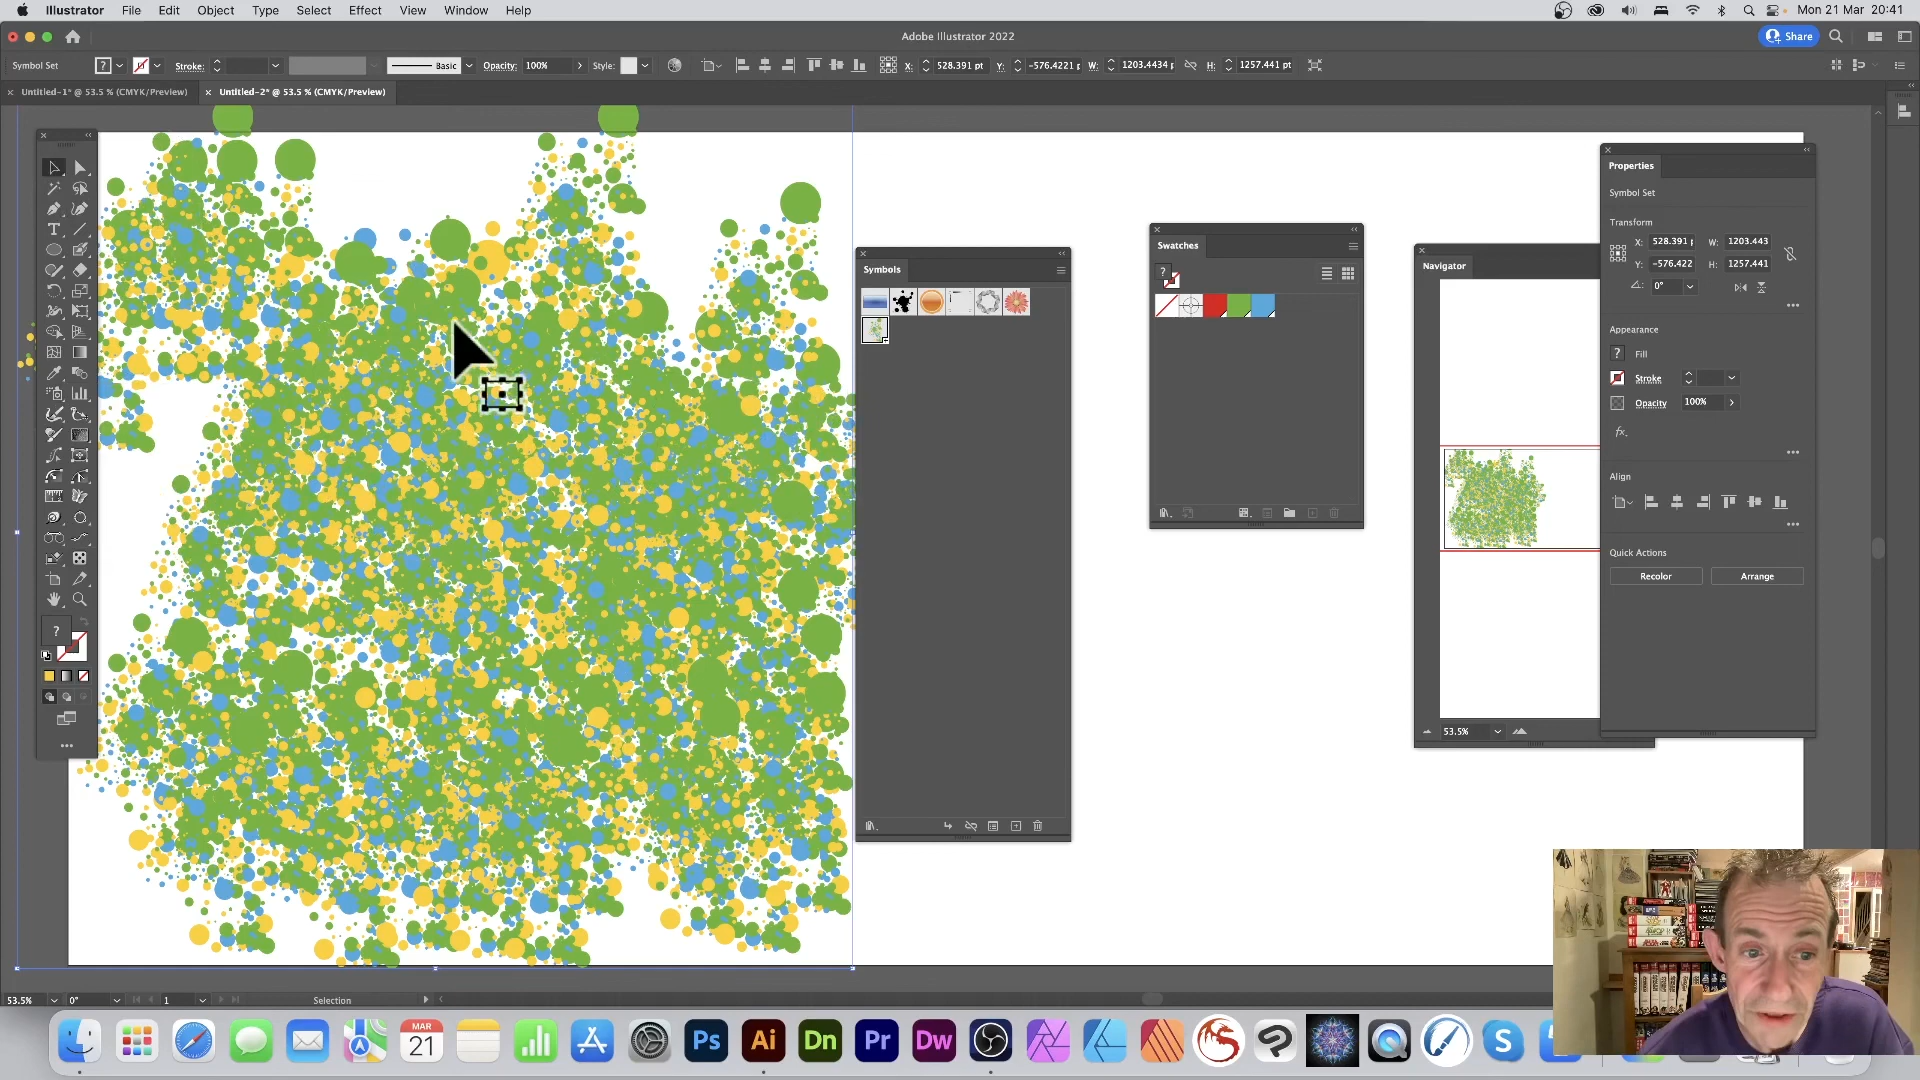 Illustrator File Edit Object Type Select Effect View Window Help Mon 21 Mar 20:41
Adobe Illustrator 2022 Share
Symbol Set ? Stroke: Basic Opacity: 100% Style: X: 528.391 pt Y: -576.4221 p W: 1203.4434 p H: 1257.441 pt
× Untitled-1* @ 53.5 % (CMYK/Preview) × Untitled-2* @ 53.5 % (CMYK/Preview)
Symbols
Swatches
?
Navigator
53.5%
Properties
Symbol Set
Transform
X: 528.391 p W: 1203.443
Y: -576.422 H: 1257.441
0°
Appearance
? Fill
Stroke
Opacity 100%
fx.
Align
Quick Actions
Recolor Arrange
T
?
53.5% 0° 1 Selection
MAR
21
Ps Ai Dn Pr Dw
S